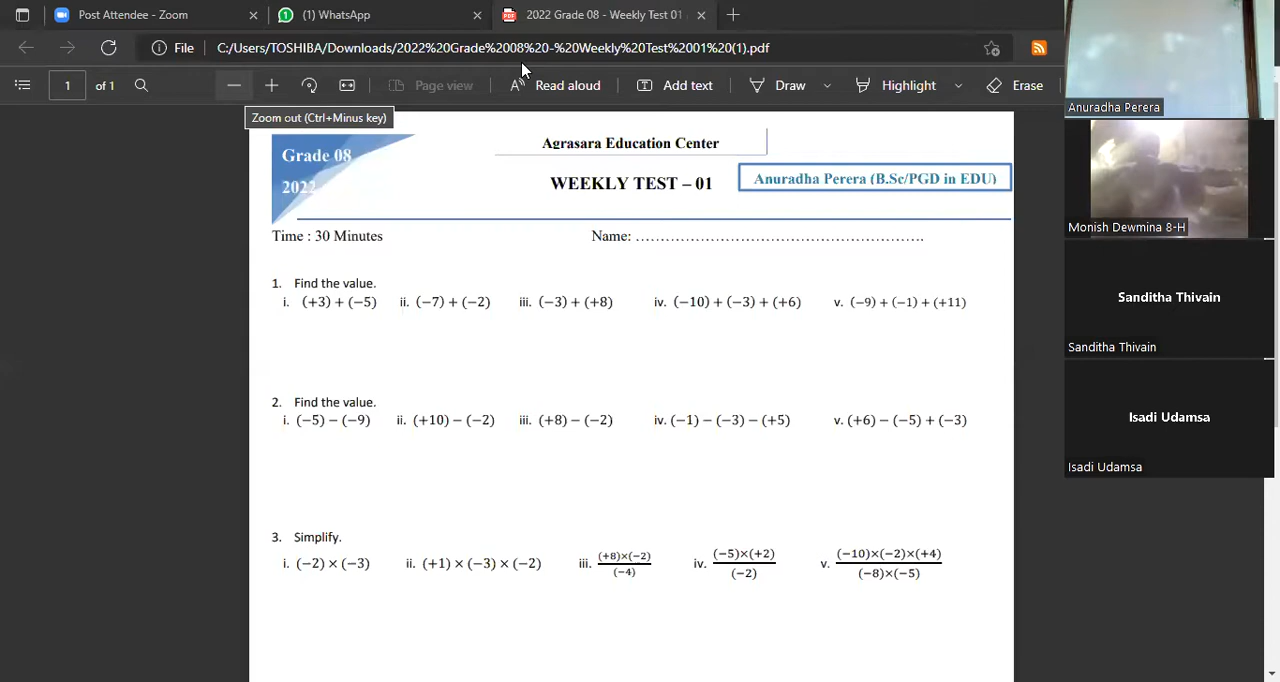 Post Attendee - Zoom
(1) WhatsApp
2022 Grade 08 - Weekly Test 01
File C:/Users/TOSHIBA/Downloads/2022%20Grade%2008%20-%20Weekly%20Test%2001%20(1).pdf
1 of 1 Page view Read aloud Add text Draw Highlight Erase
Zoom out (Ctrl+Minus key)
Grade 08
2022
Agrasara Education Center
WEEKLY TEST – 01
Anuradha Perera (B.Sc/PGD in EDU)
Time : 30 Minutes Name: ……………………………………………….
1. Find the value.
i. (+3) + (−5) ii. (−7) + (−2) iii. (−3) + (+8) iv. (−10) + (−3) + (+6) v. (−9) + (−1) + (+11)
2. Find the value.
i. (−5) − (−9) ii. (+10) − (−2) iii. (+8) − (−2) iv. (−1) − (−3) − (+5) v. (+6) − (−5) + (−3)
3. Simplify.
i. (−2) × (−3) ii. (+1) × (−3) × (−2) iii. (+8)×(−2)/(−4) iv. (−5)×(+2)/(−2) v. (−10)×(−2)×(+4)/(−8)×(−5)
Anuradha Perera
Monish Dewmina 8-H
Sanditha Thivain
Sanditha Thivain
Isadi Udamsa
Isadi Udamsa